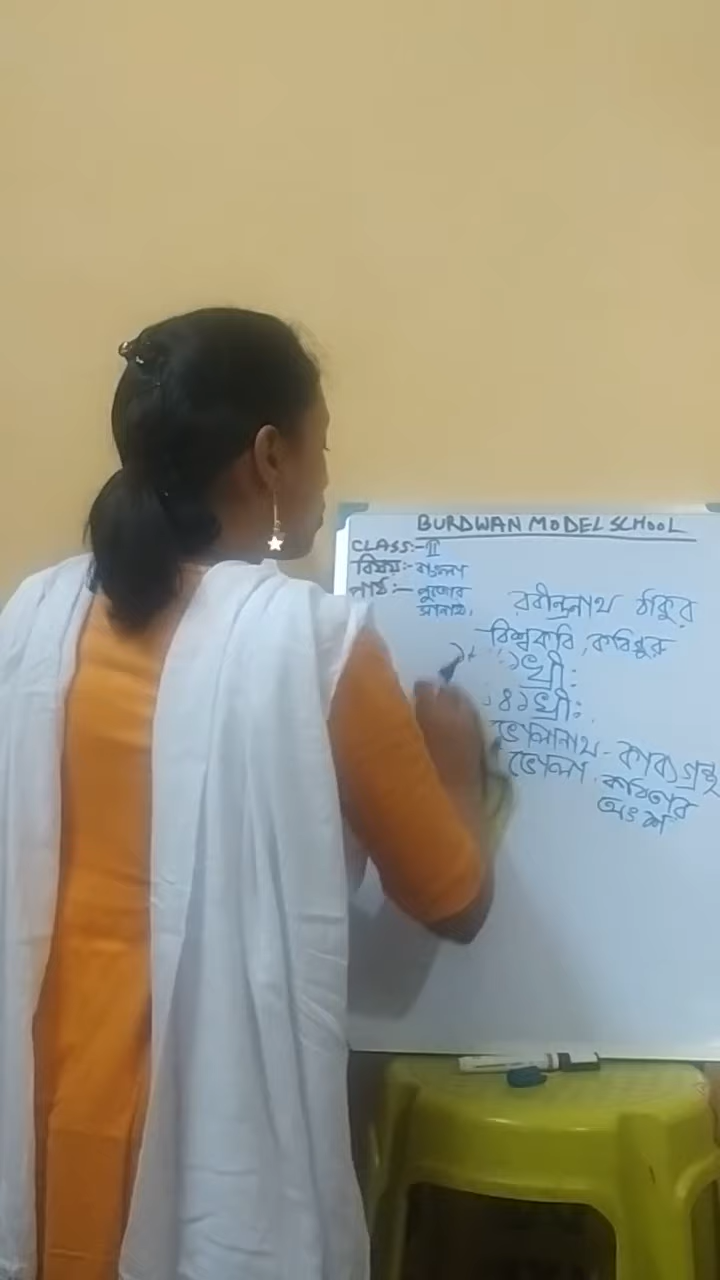 BURDWAN MODEL SCHOOL
CLASS:-II
বিষয়:- বাংলা
পাঠ:-
রবীন্দ্রনাথ ঠাকুর
বিশ্বকবি, কবিগুরু
খ্রী:
খ্রী:
ভোলানাথ - কাব্যগ্রন্থ
ভোলা
কবিতার
অংশ